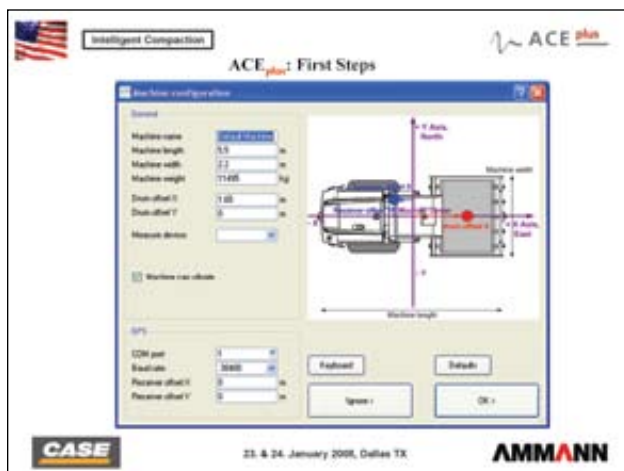 Intelligent Compaction
ACE plus
ACEplus: First Steps
Machine configuration
General
Machine name Default Machine
Machine length 5.5 m
Machine width 2.2 m
Machine weight 11495 kg
Drum offset X 1.65 m
Drum offset Y 0 m
Measure device
Machine can vibrate
GPS
COM port 1
Baud rate 38400
Receiver offset X 0 m
Receiver offset Y 0 m
+ Y Axis, North
Machine width
- X
+ X Axis, East
Drum offset X
- Y
Machine length
Keyboard
Defaults
Ignore >
OK >
CASE
23. & 24. January 2008, Dallas TX
AMMANN